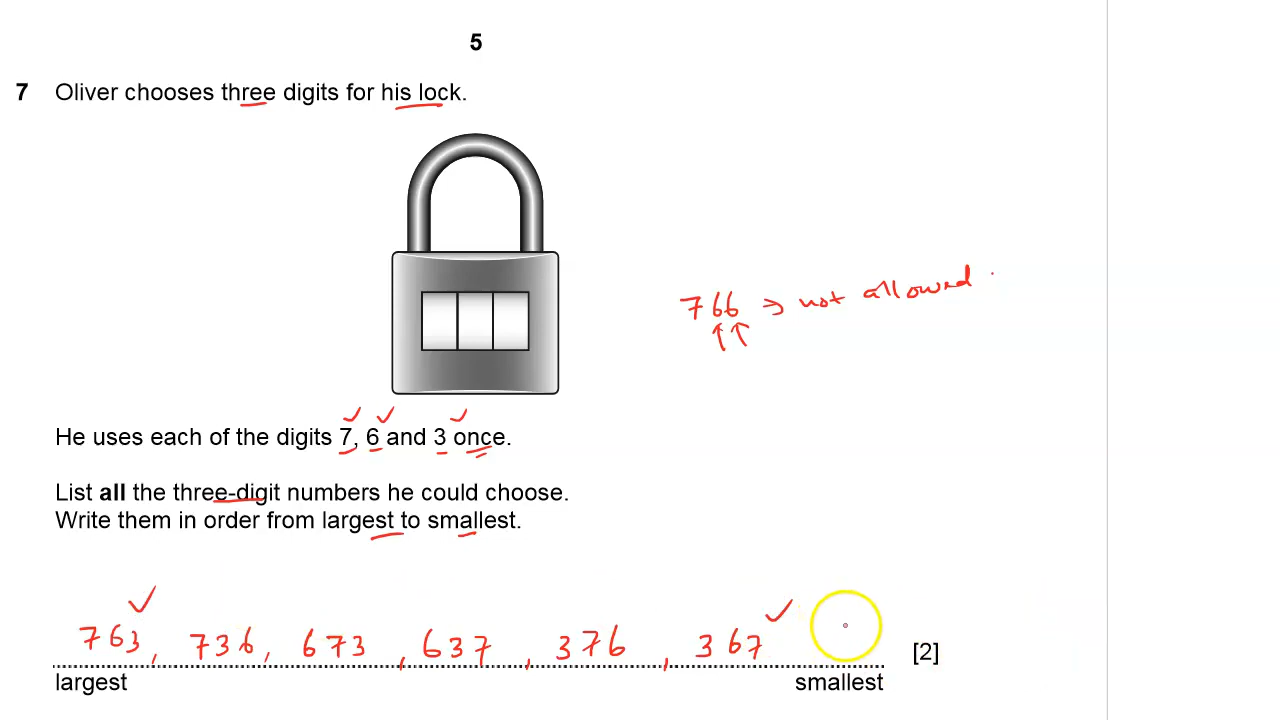 5
7 Oliver chooses three digits for his lock.
766 → not allowed
He uses each of the digits 7, 6 and 3 once.
List all the three-digit numbers he could choose.
Write them in order from largest to smallest.
763, 736, 673, 637, 376, 367 [2]
largest smallest